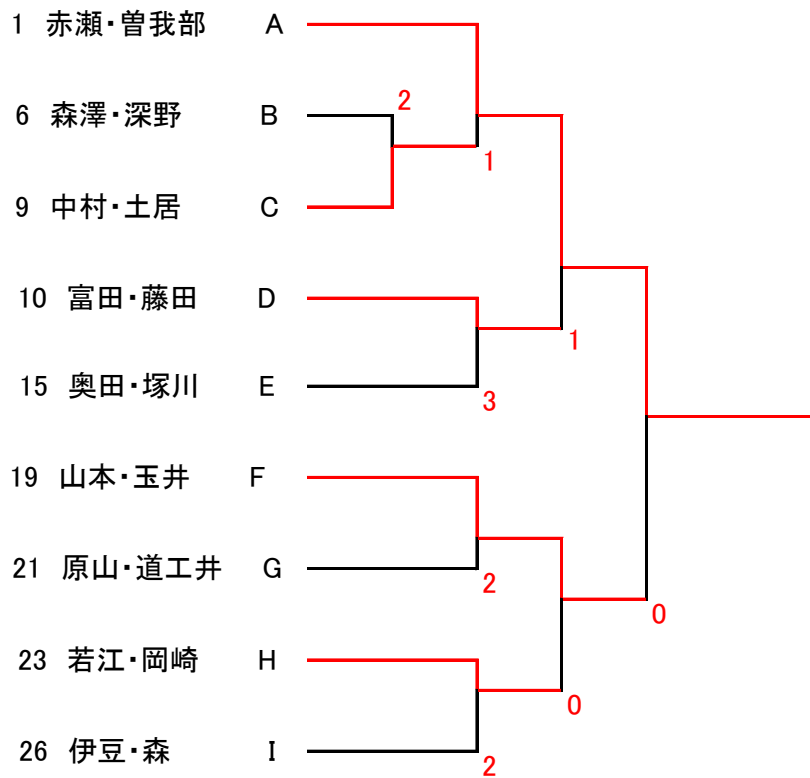 1 赤瀬・曽我部 A
2
6 森澤・深野 B
1
9 中村・土居 C
10 富田・藤田 D
1
15 奥田・塚川 E
3
19 山本・玉井 F
21 原山・道工井 G
2
0
23 若江・岡崎 H
0
26 伊豆・森 I
2